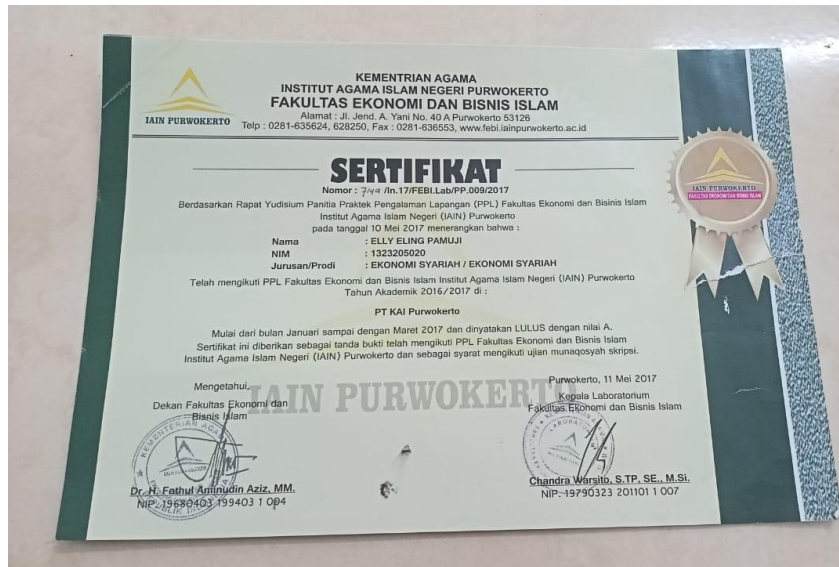 KEMENTRIAN AGAMA
INSTITUT AGAMA ISLAM NEGERI PURWOKERTO
FAKULTAS EKONOMI DAN BISNIS ISLAM
Alamat : Jl. Jend. A. Yani No. 40 A Purwokerto 53126
Telp : 0281-635624, 628250, Fax : 0281-636553, www.febi.iainpurwokerto.ac.id
IAIN PURWOKERTO
SERTIFIKAT
Nomor : /In.17/FEBI.Lab/PP.009/2017
Berdasarkan Rapat Yudisium Panitia Praktek Pengalaman Lapangan (PPL) Fakultas Ekonomi dan Bisinis Islam
Institut Agama Islam Negeri (IAIN) Purwokerto
pada tanggal 10 Mei 2017 menerangkan bahwa :
Nama : ELLY ELING PAMUJI
NIM : 1323205020
Jurusan/Prodi : EKONOMI SYARIAH / EKONOMI SYARIAH
Telah mengikuti PPL Fakultas Ekonomi dan Bisnis Islam Institut Agama Islam Negeri (IAIN) Purwokerto
Tahun Akademik 2016/2017 di :
PT KAI Purwokerto
Mulai dari bulan Januari sampai dengan Maret 2017 dan dinyatakan LULUS dengan nilai A.
Sertifikat ini diberikan sebagai tanda bukti telah mengikuti PPL Fakultas Ekonomi dan Bisnis Islam
Institut Agama Islam Negeri (IAIN) Purwokerto dan sebagai syarat mengikuti ujian munaqosyah skripsi.
IAIN PURWOKERTO
Mengetahui,
Dekan Fakultas Ekonomi dan
Bisnis Islam
Dr. H. Fathul Aminudin Aziz, MM.
NIP. 19680403 199403 1 004
Purwokerto, 11 Mei 2017
Kepala Laboratorium
Fakultas Ekonomi dan Bisnis Islam
Chandra Warsito, S.TP, SE., M.Si.
NIP. 19790323 201101 1 007
IAIN PURWOKERTO
FAKULTAS EKONOMI DAN BISNIS ISLAM